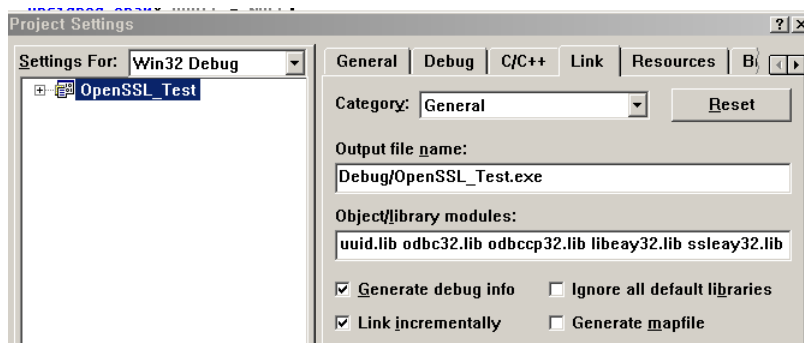 Project Settings
Settings For: Win32 Debug
OpenSSL_Test
General Debug C/C++ Link Resources
Category: General Reset
Output file name:
Debug/OpenSSL_Test.exe
Object/library modules:
uuid.lib odbc32.lib odbccp32.lib libeay32.lib ssleay32.lib
Generate debug info Ignore all default libraries
Link incrementally Generate mapfile